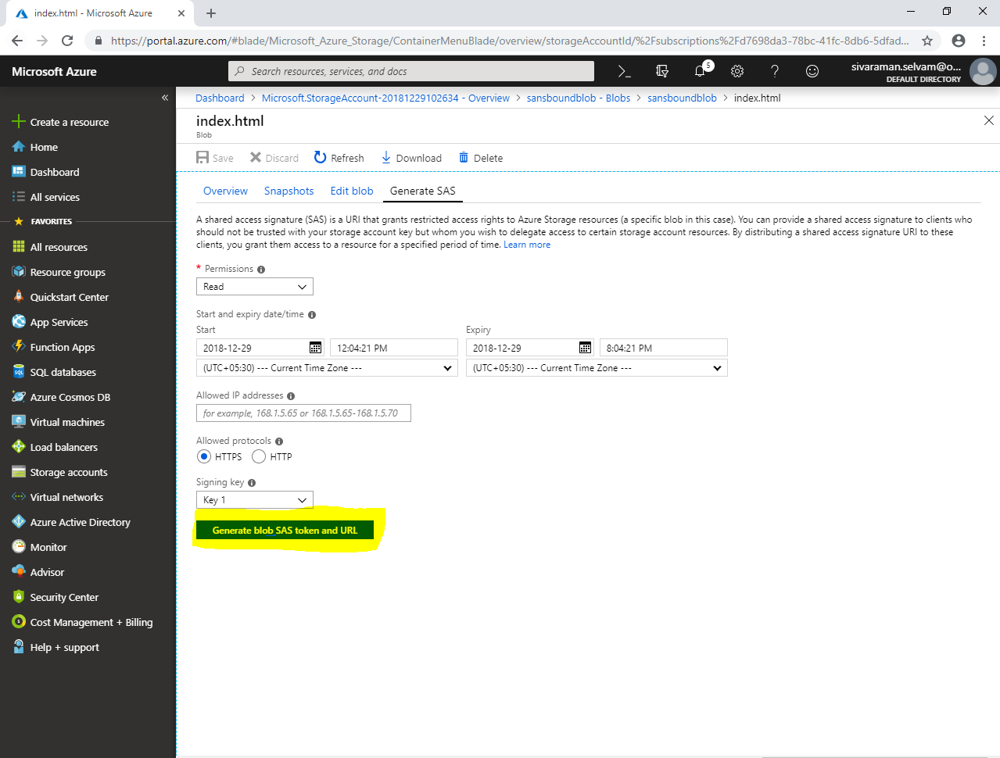 index.html - Microsoft Azure
https://portal.azure.com/#blade/Microsoft_Azure_Storage/ContainerMenuBlade/overview/storageAccountId/%2Fsubscriptions%2Fd7698da3-78bc-41fc-8db6-5dfad...
Microsoft Azure
Search resources, services, and docs
5
sivaraman.selvam@o...
DEFAULT DIRECTORY
Create a resource
Home
Dashboard
All services
FAVORITES
All resources
Resource groups
Quickstart Center
App Services
Function Apps
SQL databases
Azure Cosmos DB
Virtual machines
Load balancers
Storage accounts
Virtual networks
Azure Active Directory
Monitor
Advisor
Security Center
Cost Management + Billing
Help + support
Dashboard > Microsoft.StorageAccount-20181229102634 - Overview > sansboundblob - Blobs > sansboundblob > index.html
index.html
Blob
Save Discard Refresh Download Delete
Overview Snapshots Edit blob Generate SAS
A shared access signature (SAS) is a URI that grants restricted access rights to Azure Storage resources (a specific blob in this case). You can provide a shared access signature to clients who
should not be trusted with your storage account key but whom you wish to delegate access to certain storage account resources. By distributing a shared access signature URI to these
clients, you grant them access to a resource for a specified period of time. Learn more
* Permissions
Read
Start and expiry date/time
Start Expiry
2018-12-29 12:04:21 PM 2018-12-29 8:04:21 PM
(UTC+05:30) --- Current Time Zone --- (UTC+05:30) --- Current Time Zone ---
Allowed IP addresses
for example, 168.1.5.65 or 168.1.5.65-168.1.5.70
Allowed protocols
HTTPS HTTP
Signing key
Key 1
Generate blob SAS token and URL